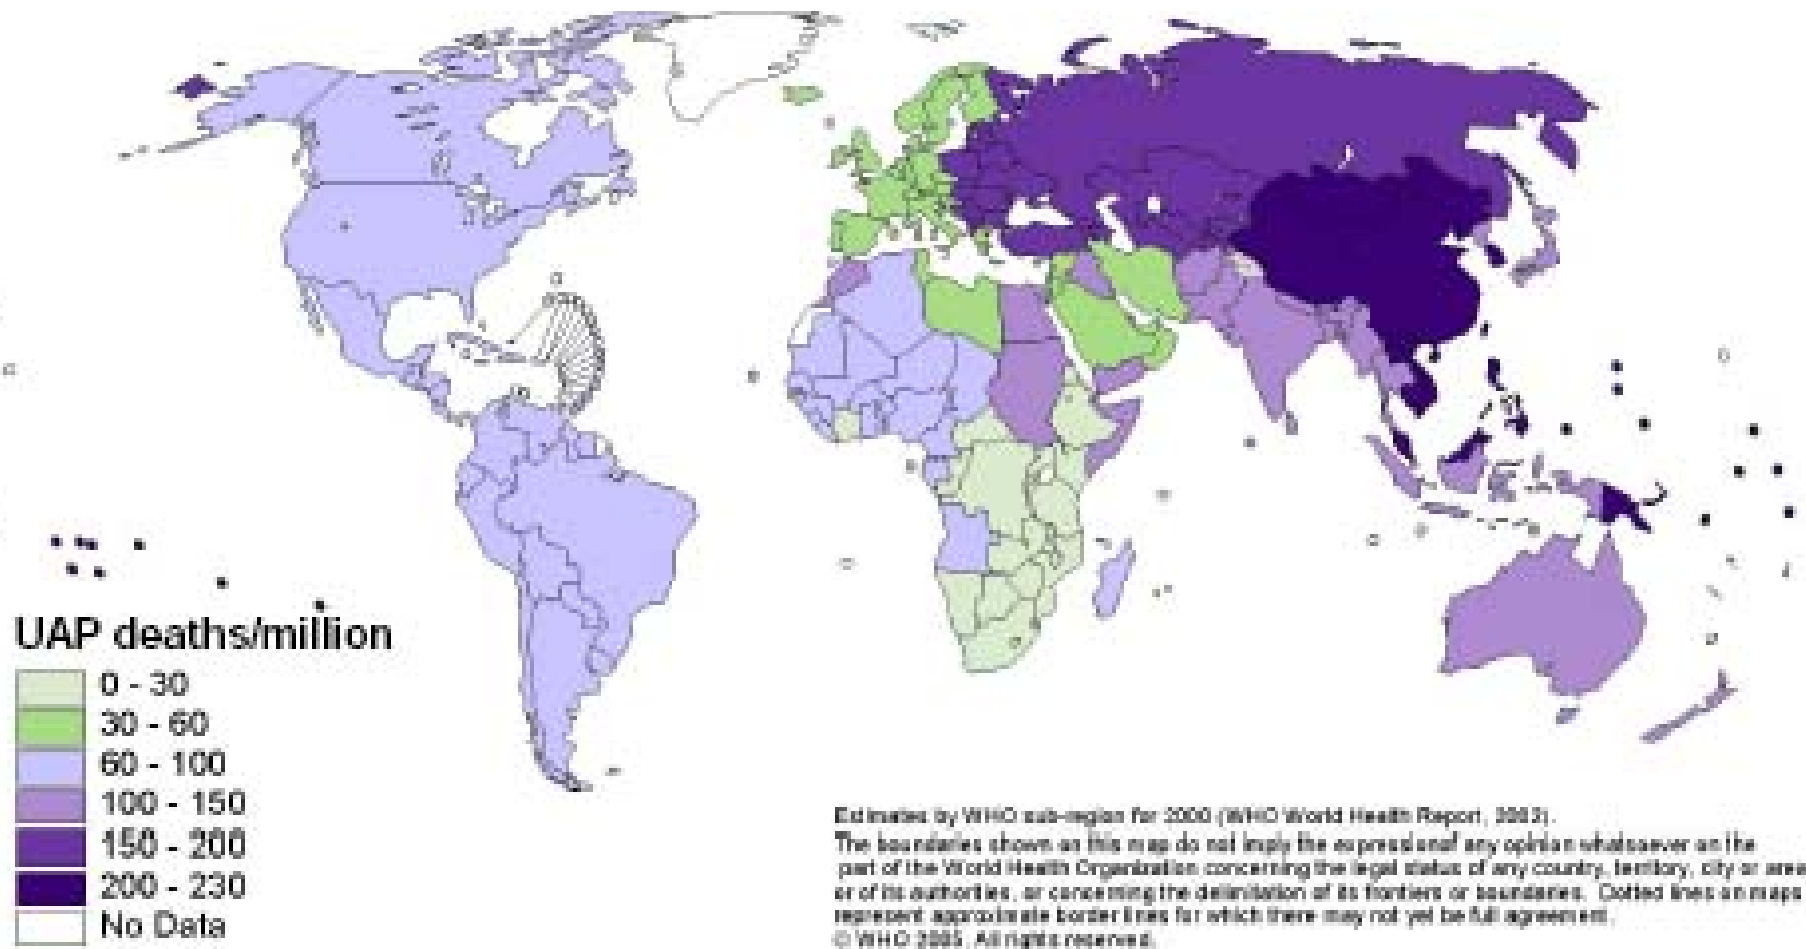 UAP deaths/million
0 - 30
30 - 60
60 - 100
100 - 150
150 - 200
200 - 230
No Data
Estimates by WHO sub-region for 2000 (WHO World Health Report, 2002).
The boundaries shown on this map do not imply the expression of any opinion whatsoever on the
part of the World Health Organization concerning the legal status of any country, territory, city or area
or of its authorities, or concerning the delimitation of its frontiers or boundaries. Dotted lines on maps
represent approximate border lines for which there may not yet be full agreement.
© WHO 2005. All rights reserved.